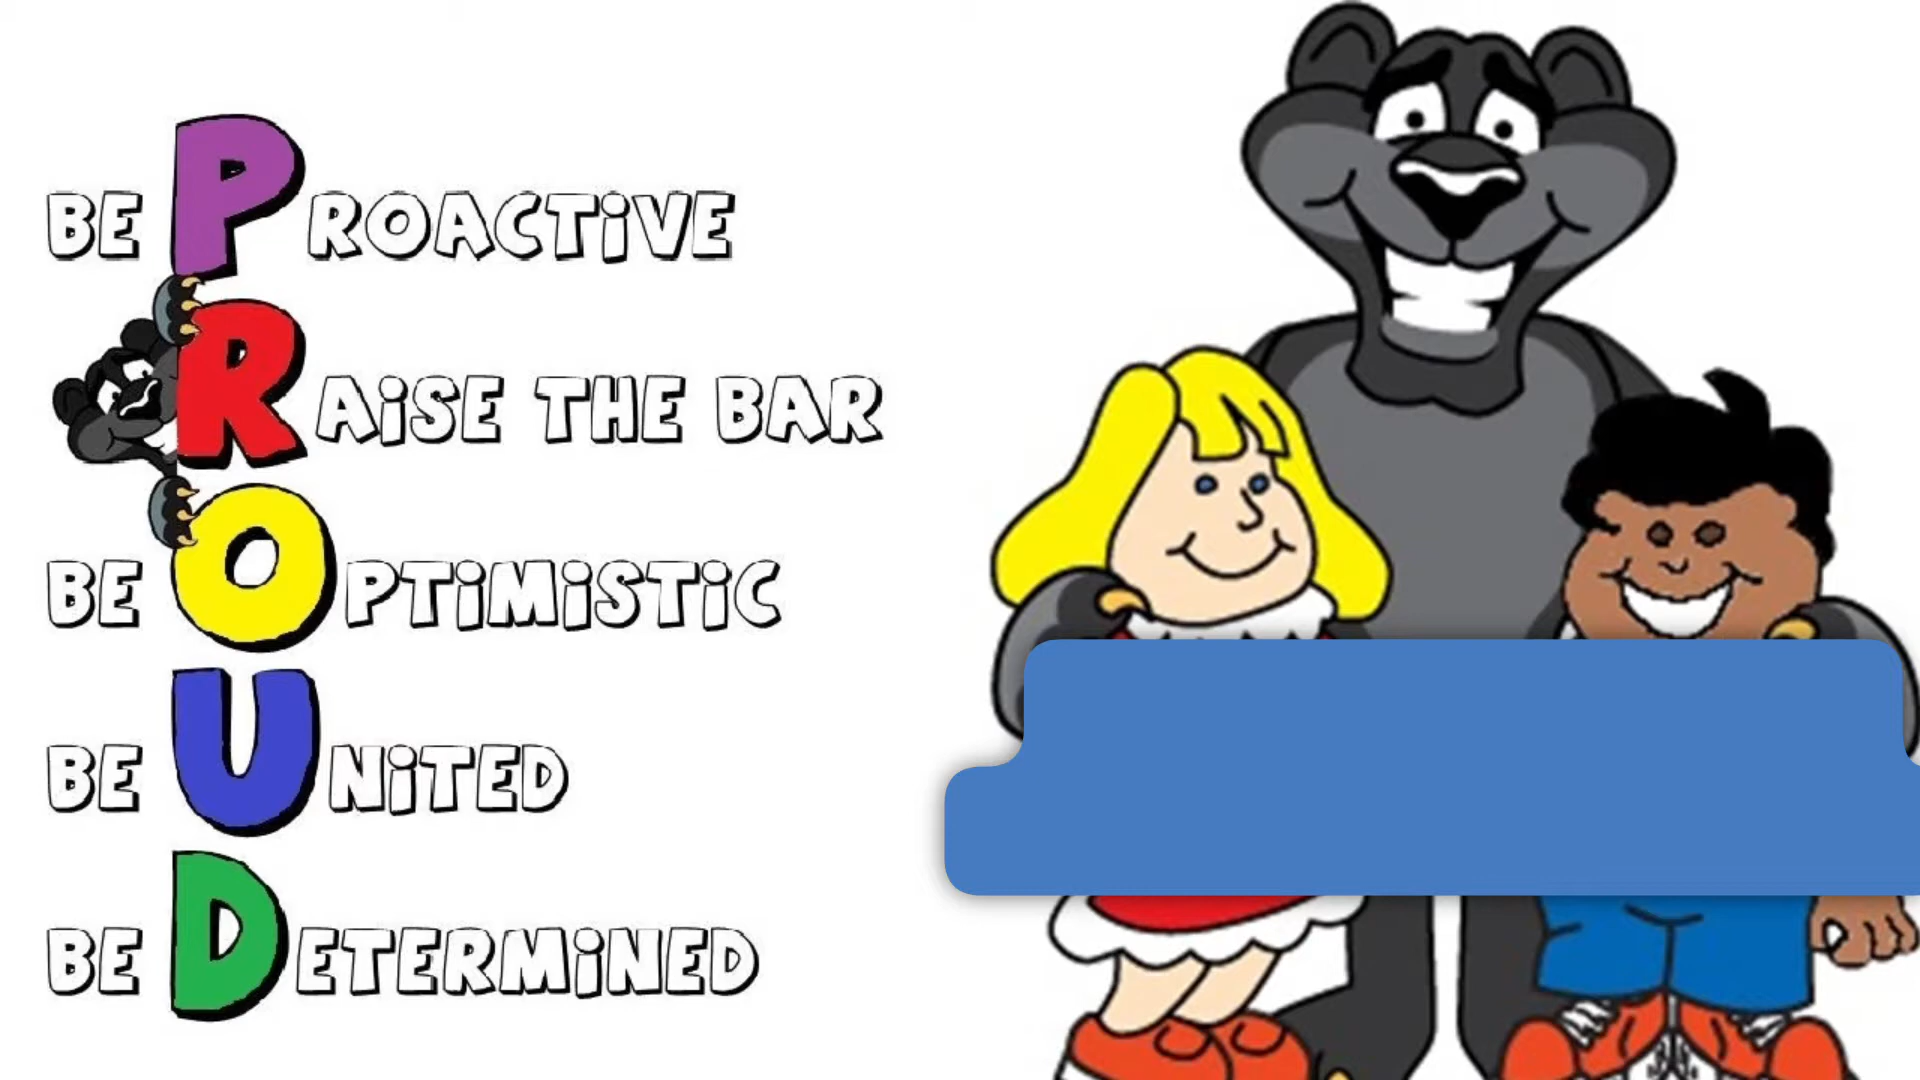 BE PROACTIVE
RAiSE THE BAR
BE OPTiMiSTiC
BE UNiTED
BE DETERMiNED